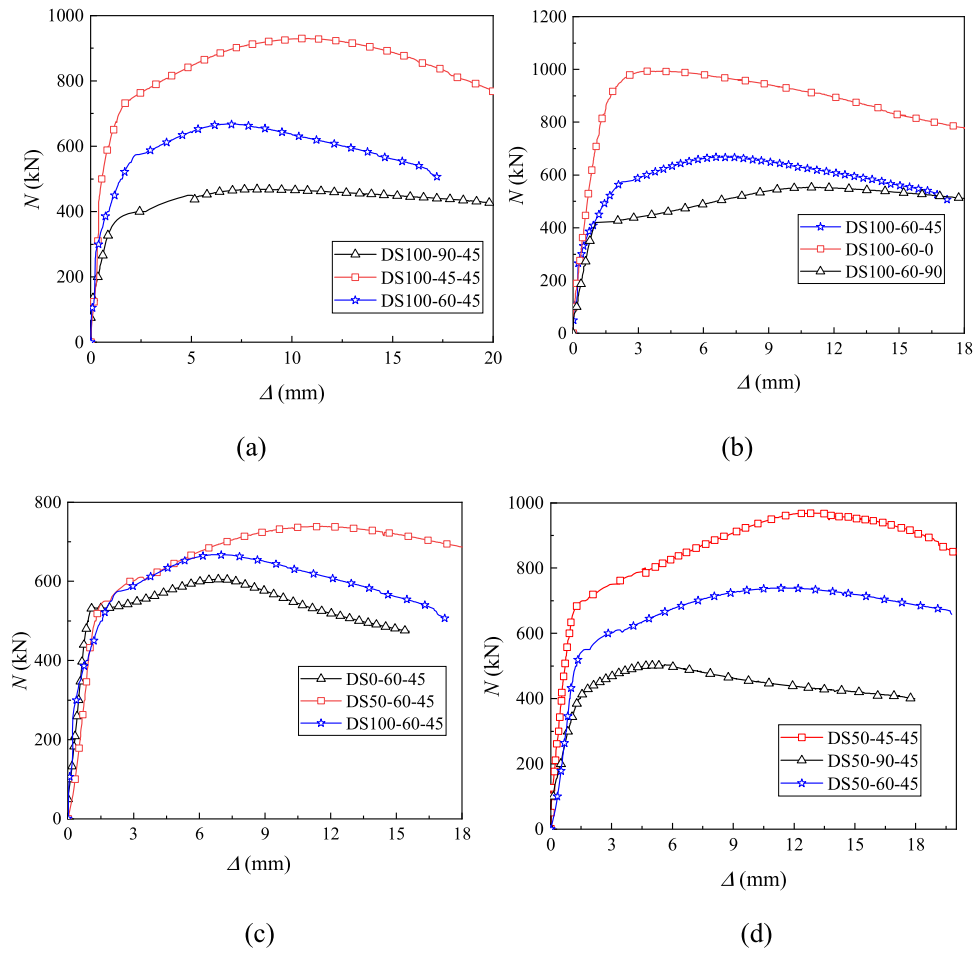 1000
800
600
400
200
0
N (kN)
0 5 10 15 20
Δ (mm)
DS100-90-45
DS100-45-45
DS100-60-45
(a)
1200
1000
800
600
400
200
0
N (kN)
0 3 6 9 12 15 18
Δ (mm)
DS100-60-45
DS100-60-0
DS100-60-90
(b)
800
600
400
200
0
N (kN)
0 3 6 9 12 15 18
Δ (mm)
DS0-60-45
DS50-60-45
DS100-60-45
(c)
1000
800
600
400
200
0
N (kN)
0 3 6 9 12 15 18
Δ (mm)
DS50-45-45
DS50-90-45
DS50-60-45
(d)